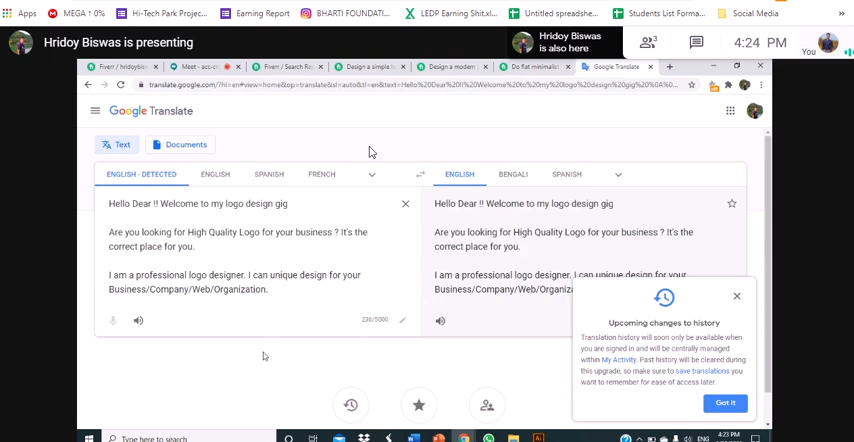 Apps
MEGA ↑ 0%
Hi-Tech Park Projec...
Earning Report
BHARTI FOUNDATI...
LEDP Earning Shit.xl...
Untitled spreadshe...
Students List Forma...
Social Media
»
Hridoy Biswas is presenting
Hridoy Biswas
is also here
3
4:24 PM
You
Fiverr / hridoybisw
Meet - acc-c
Fiverr / Search Re
Design a simple lo
Design a modern
Do flat minimalist
Google Translate
translate.google.com/?hl=en#view=home&op=translate&sl=auto&tl=en&text=Hello%20Dear%20!!%20Welcome%20to%20my%20logo%20design%20gig%20%0A%0...
Google Translate
Text
Documents
ENGLISH - DETECTED
ENGLISH
SPANISH
FRENCH
ENGLISH
BENGALI
SPANISH
Hello Dear !! Welcome to my logo design gig
Are you looking for High Quality Logo for your business ? It's the
correct place for you.
I am a professional logo designer. I can unique design for your
Business/Company/Web/Organization.
236/5000
Hello Dear !! Welcome to my logo design gig
Are you looking for High Quality Logo for your business ? It's the
correct place for you.
I am a professional logo designer. I can unique design for your
Business/Company/Web/Organiza
Upcoming changes to history
Translation history will soon only be available when
you are signed in and will be centrally managed
within My Activity. Past history will be cleared during
this upgrade, so make sure to save translations you
want to remember for ease of access later.
Got it
Type here to search
ENG
4:23 PM